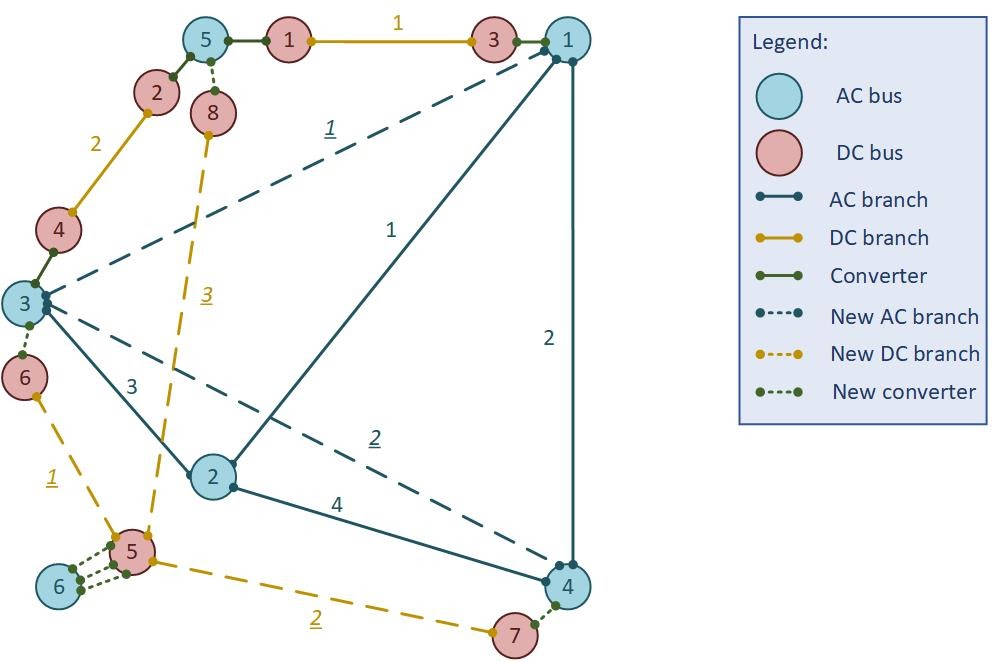 5 1 1 3 1
Legend:
2
8
AC bus
2
1
DC bus
AC branch
4
1
DC branch
Converter
3
3
New AC branch
2
New DC branch
6
3
New converter
2
1
2
4
5
6
4
2
7